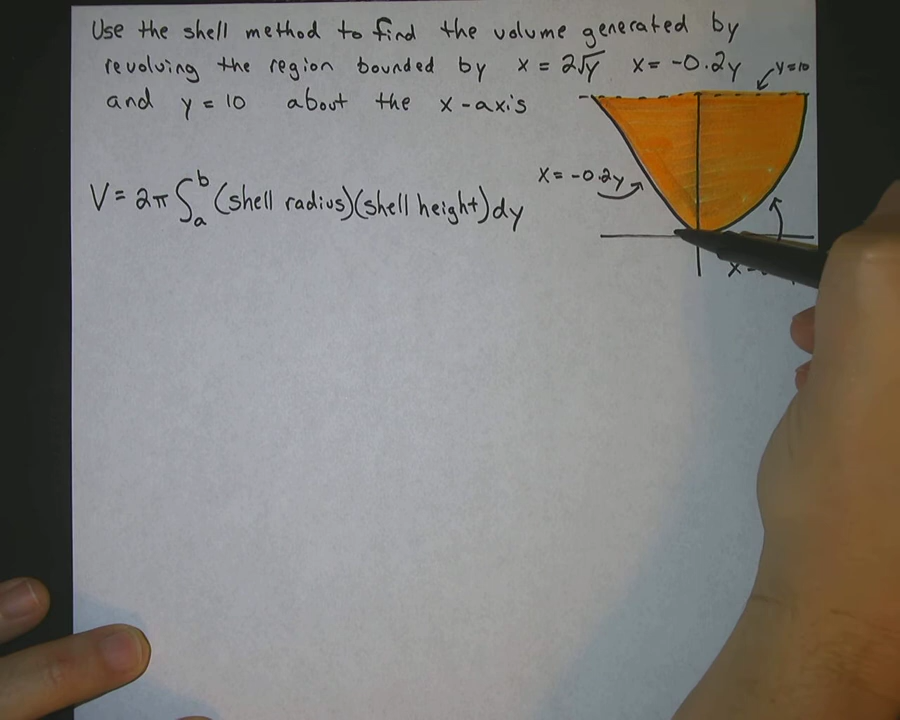 Use the shell method to find the volume generated by
revolving the region bounded by x = 2√y x = -0.2y
and y = 10 about the x-axis
y=10
V = 2π ∫ₐᵇ (shell radius)(shell height)dy
x = -0.2y
x